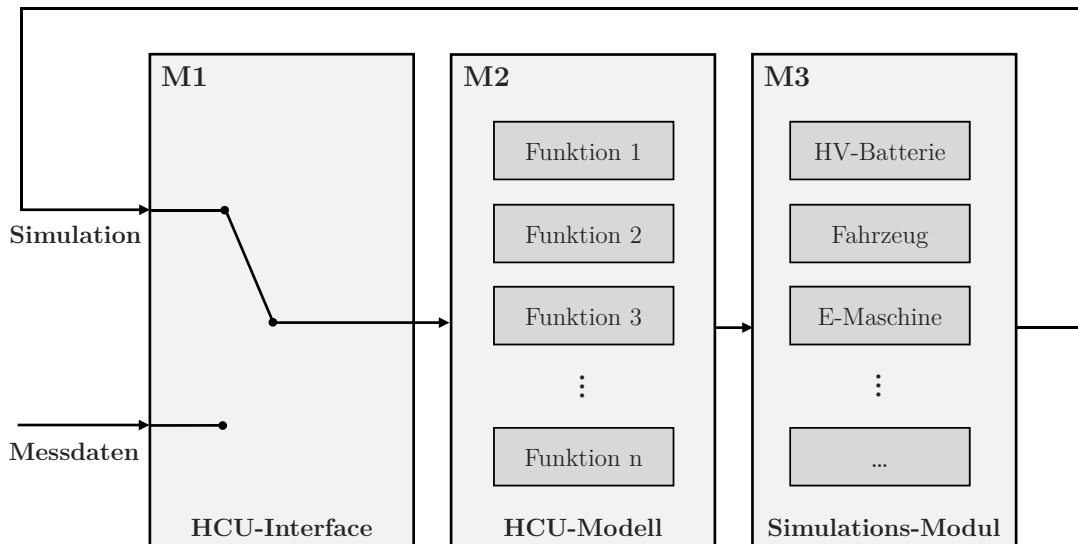 M1
M2
M3
Simulation
Messdaten
HCU-Interface
Funktion 1
Funktion 2
Funktion 3
⋮
Funktion n
HCU-Modell
HV-Batterie
Fahrzeug
E-Maschine
⋮
...
Simulations-Modul